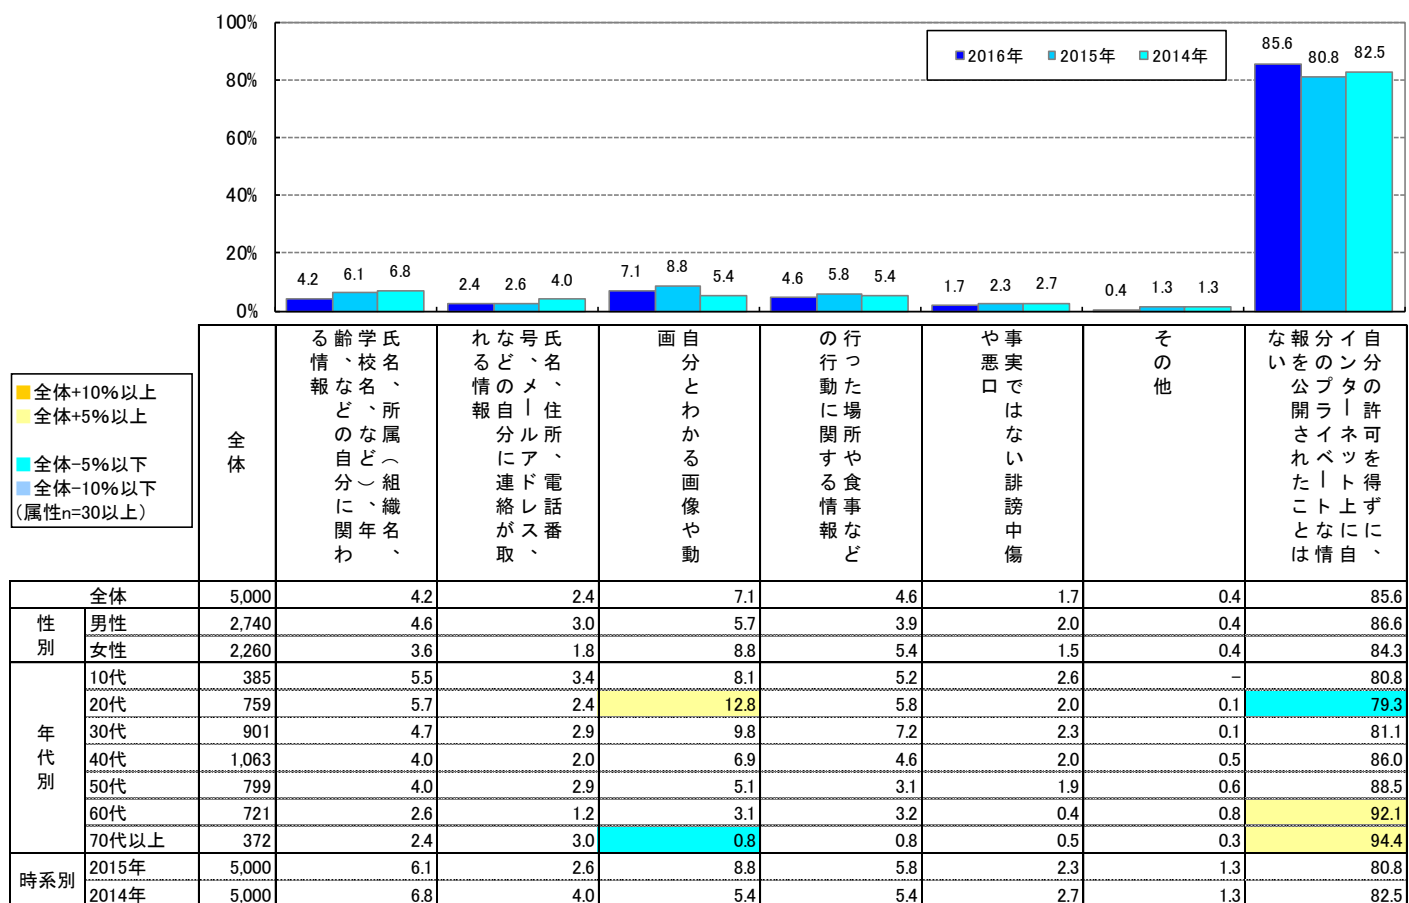 100%
80%
60%
40%
20%
0%
■2016年 ■2015年 ■2014年
4.2 6.1 6.8 2.4 2.6 4.0 7.1 8.8 5.4 4.6 5.8 5.4 1.7 2.3 2.7 0.4 1.3 1.3 85.6 80.8 82.5
■全体+10%以上
■全体+5%以上
■全体-5%以下
■全体-10%以下
(属性n=30以上)
全体
氏名、所属（組織名、
学校名、など）、年
齢、などの自分に関わ
る情報
氏名、住所、電話番
号、メールアドレス、
などの自分に連絡が取
れる情報
自分とわかる画像や動
画
行った場所や食事など
の行動に関する情報
事実ではない誹謗中傷
や悪口
その他
自分の許可を得ずに、
インターネット上に自
分のプライベートな情
報を公開されたことは
ない
全体 5,000 4.2 2.4 7.1 4.6 1.7 0.4 85.6
性別
男性 2,740 4.6 3.0 5.7 3.9 2.0 0.4 86.6
女性 2,260 3.6 1.8 8.8 5.4 1.5 0.4 84.3
年代別
10代 385 5.5 3.4 8.1 5.2 2.6 - 80.8
20代 759 5.7 2.4 12.8 5.8 2.0 0.1 79.3
30代 901 4.7 2.9 9.8 7.2 2.3 0.1 81.1
40代 1,063 4.0 2.0 6.9 4.6 2.0 0.5 86.0
50代 799 4.0 2.9 5.1 3.1 1.9 0.6 88.5
60代 721 2.6 1.2 3.1 3.2 0.4 0.8 92.1
70代以上 372 2.4 3.0 0.8 0.8 0.5 0.3 94.4
時系別
2015年 5,000 6.1 2.6 8.8 5.8 2.3 1.3 80.8
2014年 5,000 6.8 4.0 5.4 5.4 2.7 1.3 82.5